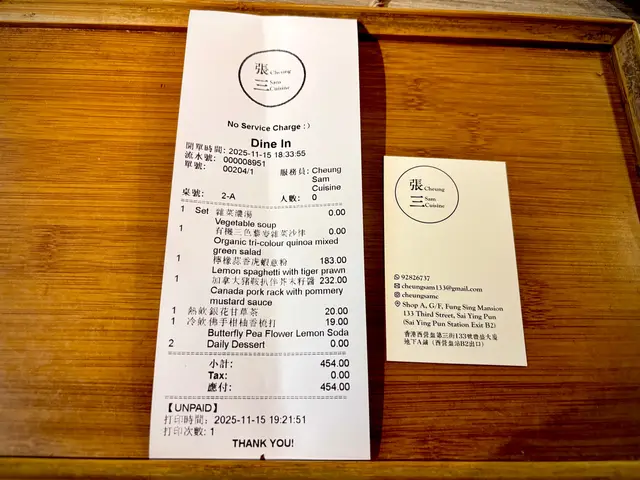 張 Cheung
三 Sam
Cuisine
No Service Charge :)
Dine In
開單時間: 2025-11-15 18:33:55
流水號: 000008951
單號: 00204/1
服務員: Cheung
Sam
Cuisine
桌號: 2-A
人數: 0
1 Set 雜菜濃湯 0.00
Vegetable soup
1 有機三色藜麥雜菜沙律 0.00
Organic tri-colour quinoa mixed
green salad
1 檸檬蒜香虎蝦意粉 183.00
Lemon spaghetti with tiger prawn
1 加拿大豬鞍扒伴芥末籽醬 232.00
Canada pork rack with pommery
mustard sauce
1 熱飲 銀花甘草茶 20.00
1 冷飲 佛手柑柚香梳打 19.00
Butterfly Pea Flower Lemon Soda
2 Daily Dessert 0.00
小計: 454.00
Tax: 0.00
應付: 454.00
【UNPAID】
打印時間: 2025-11-15 19:21:51
打印次數: 1
THANK YOU!
張 Cheung
三 Sam
Cuisine
92826737
cheungsam133@gmail.com
cheungsamc
Shop A, G/F, Fung Sing Mansion
133 Third Street, Sai Ying Pun
(Sai Ying Pun Station Exit B2)
香港西營盤第三街133號豐盛大廈
地下A舖（西營盤站B2出口）